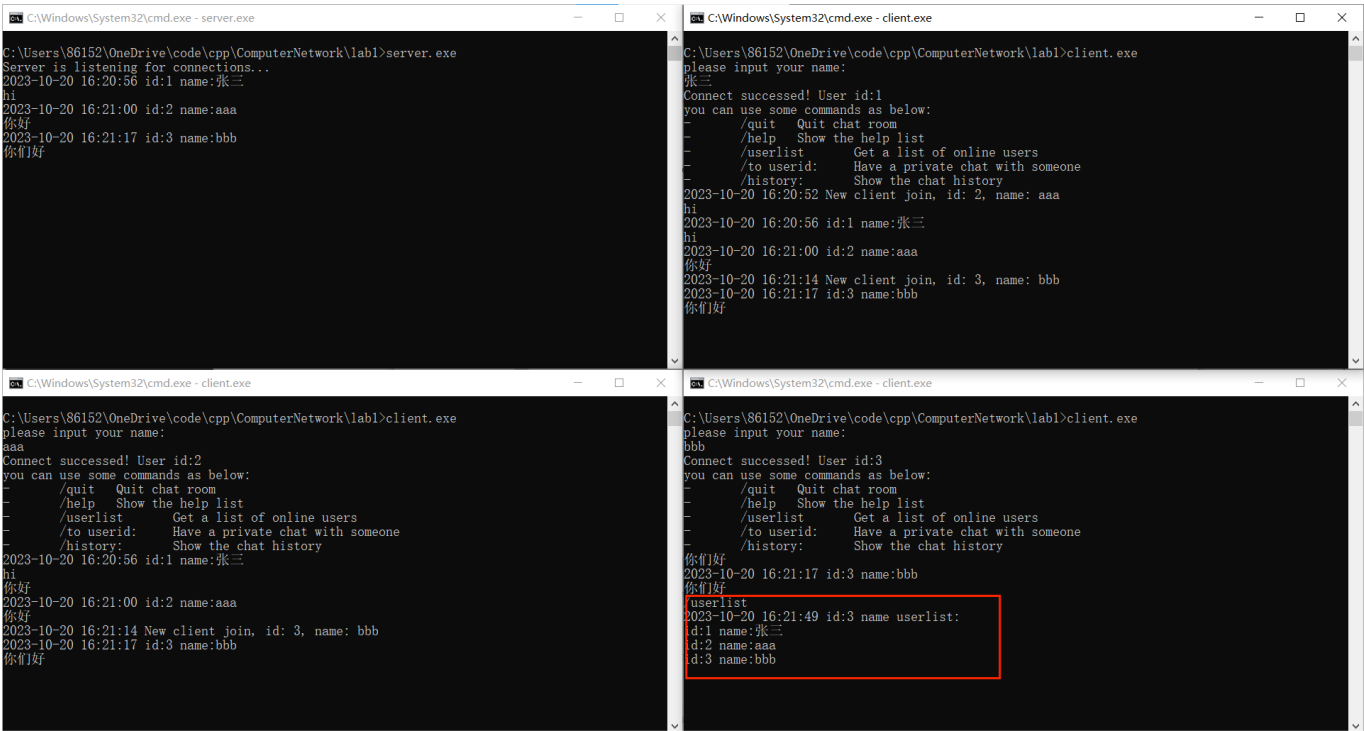 C:\Windows\System32\cmd.exe - server.exe
C:\Users\86152\OneDrive\code\cpp\ComputerNetwork\lab1>server.exe
Server is listening for connections...
2023-10-20 16:20:56 id:1 name:张三
hi
2023-10-20 16:21:00 id:2 name:aaa
你好
2023-10-20 16:21:17 id:3 name:bbb
你们好
C:\Windows\System32\cmd.exe - client.exe
C:\Users\86152\OneDrive\code\cpp\ComputerNetwork\lab1>client.exe
please input your name:
张三
Connect successed! User id:1
you can use some commands as below:
- /quit Quit chat room
- /help Show the help list
- /userlist Get a list of online users
- /to userid: Have a private chat with someone
- /history: Show the chat history
2023-10-20 16:20:52 New client join, id: 2, name: aaa
hi
2023-10-20 16:20:56 id:1 name:张三
hi
2023-10-20 16:21:00 id:2 name:aaa
你好
2023-10-20 16:21:14 New client join, id: 3, name: bbb
2023-10-20 16:21:17 id:3 name:bbb
你们好
C:\Windows\System32\cmd.exe - client.exe
C:\Users\86152\OneDrive\code\cpp\ComputerNetwork\lab1>client.exe
please input your name:
aaa
Connect successed! User id:2
you can use some commands as below:
- /quit Quit chat room
- /help Show the help list
- /userlist Get a list of online users
- /to userid: Have a private chat with someone
- /history: Show the chat history
2023-10-20 16:20:56 id:1 name:张三
hi
你好
2023-10-20 16:21:00 id:2 name:aaa
你好
2023-10-20 16:21:14 New client join, id: 3, name: bbb
2023-10-20 16:21:17 id:3 name:bbb
你们好
C:\Windows\System32\cmd.exe - client.exe
C:\Users\86152\OneDrive\code\cpp\ComputerNetwork\lab1>client.exe
please input your name:
bbb
Connect successed! User id:3
you can use some commands as below:
- /quit Quit chat room
- /help Show the help list
- /userlist Get a list of online users
- /to userid: Have a private chat with someone
- /history: Show the chat history
你们好
2023-10-20 16:21:17 id:3 name:bbb
你们好
/userlist
2023-10-20 16:21:49 id:3 name userlist:
id:1 name:张三
id:2 name:aaa
id:3 name:bbb